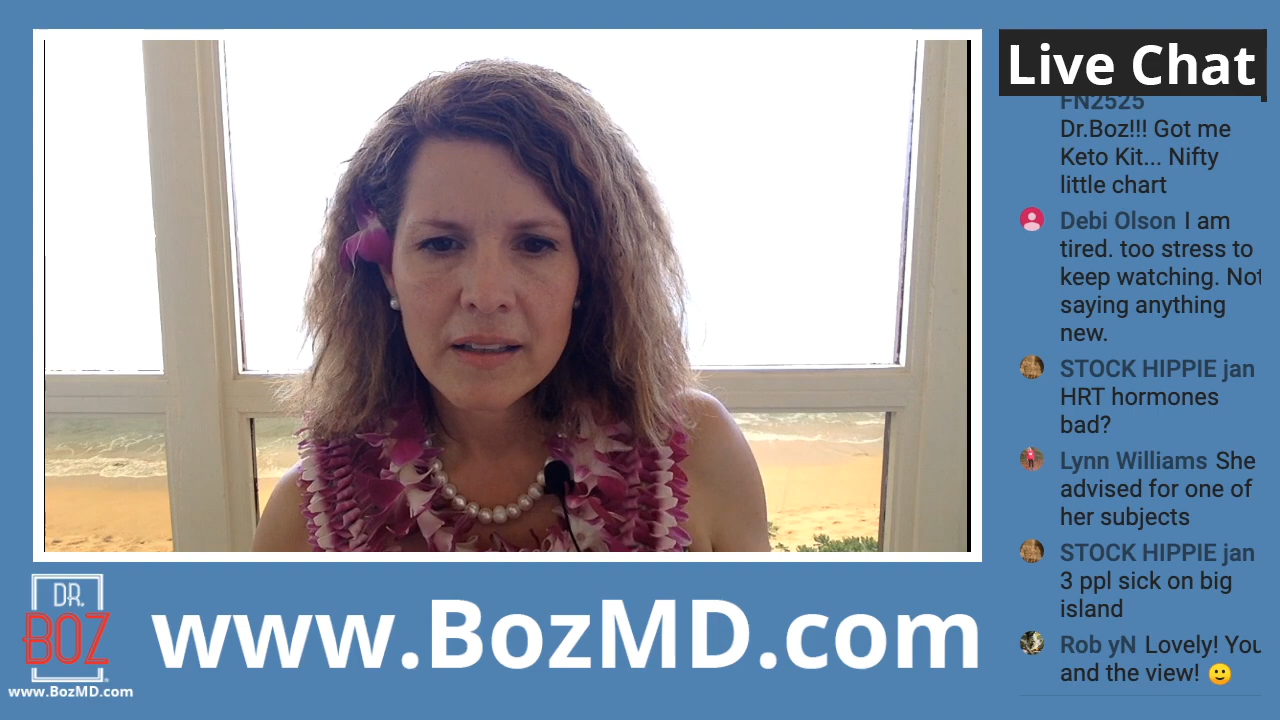 Live Chat
FN2525
Dr.Boz!!! Got me
Keto Kit... Nifty
little chart
Debi Olson I am
tired. too stress to
keep watching. Not
saying anything
new.
STOCK HIPPIE jan
HRT hormones
bad?
Lynn Williams She
advised for one of
her subjects
STOCK HIPPIE jan
3 ppl sick on big
island
Rob yN Lovely! You
and the view! 🙂
DR.
BOZ
www.BozMD.com
www.BozMD.com